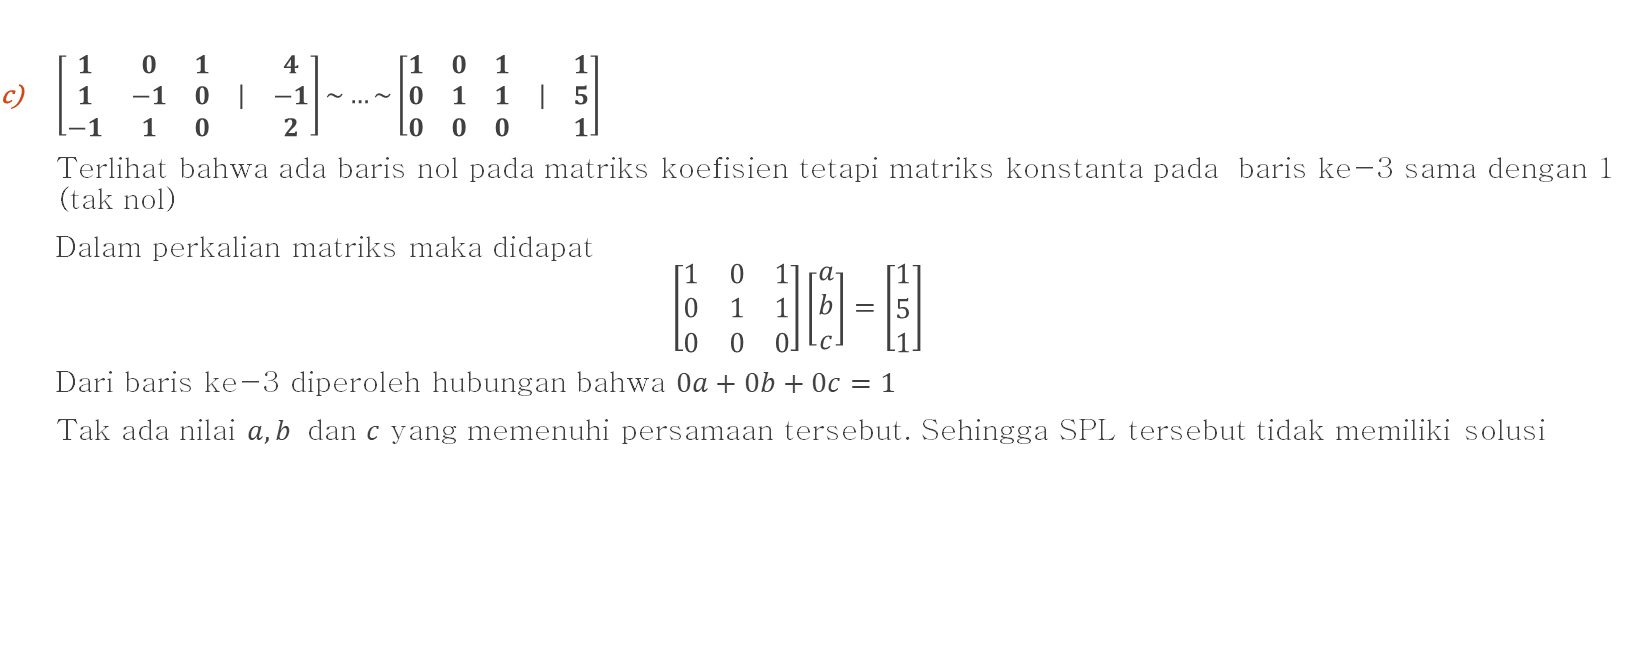 c) [1 0 1 | 4; 1 −1 0 | −1; −1 1 0 | 2] ~ … ~ [1 0 1 | 1; 0 1 1 | 5; 0 0 0 | 1]
Terlihat bahwa ada baris nol pada matriks koefisien tetapi matriks konstanta pada baris ke−3 sama dengan 1
(tak nol)
Dalam perkalian matriks maka didapat
[1 0 1; 0 1 1; 0 0 0] [a; b; c] = [1; 5; 1]
Dari baris ke−3 diperoleh hubungan bahwa 0a + 0b + 0c = 1
Tak ada nilai a, b dan c yang memenuhi persamaan tersebut. Sehingga SPL tersebut tidak memiliki solusi